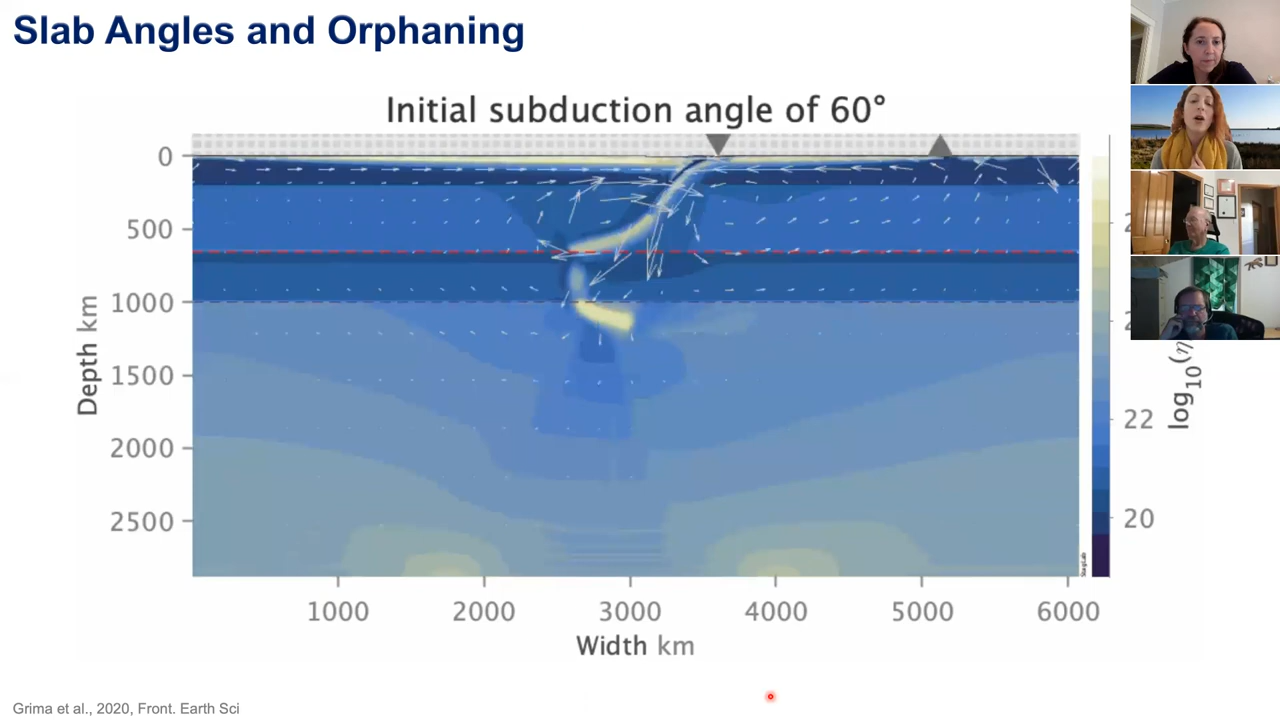 Slab Angles and Orphaning
Initial subduction angle of 60°
0
500
1000
1500
2000
2500
Depth km
1000
2000
3000
4000
5000
6000
Width km
22
20
log₁₀(η
StagLab
Grima et al., 2020, Front. Earth Sci